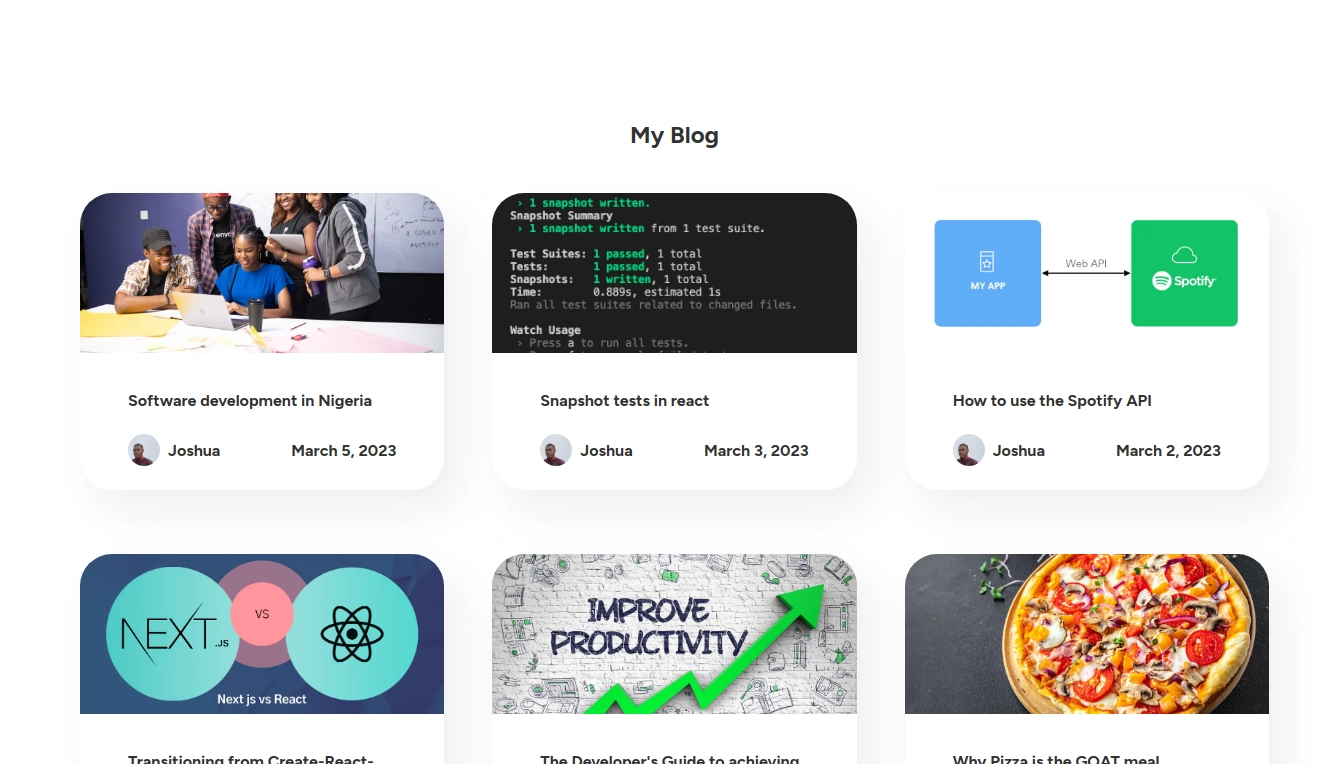 My Blog
› 1 snapshot written.
Snapshot Summary
› 1 snapshot written from 1 test suite.
Test Suites: 1 passed, 1 total
Tests: 1 passed, 1 total
Snapshots: 1 written, 1 total
Time: 0.889s, estimated 1s
Ran all test suites related to changed files.
Watch Usage
› Press a to run all tests.
MY APP
Web API
Spotify
Software development in Nigeria
Joshua
March 5, 2023
Snapshot tests in react
Joshua
March 3, 2023
How to use the Spotify API
Joshua
March 2, 2023
NEXT.JS
VS
Next js vs React
IMPROVE
PRODUCTIVITY
Transitioning from Create-React-
The Developer's Guide to achieving
Why Pizza is the GOAT meal